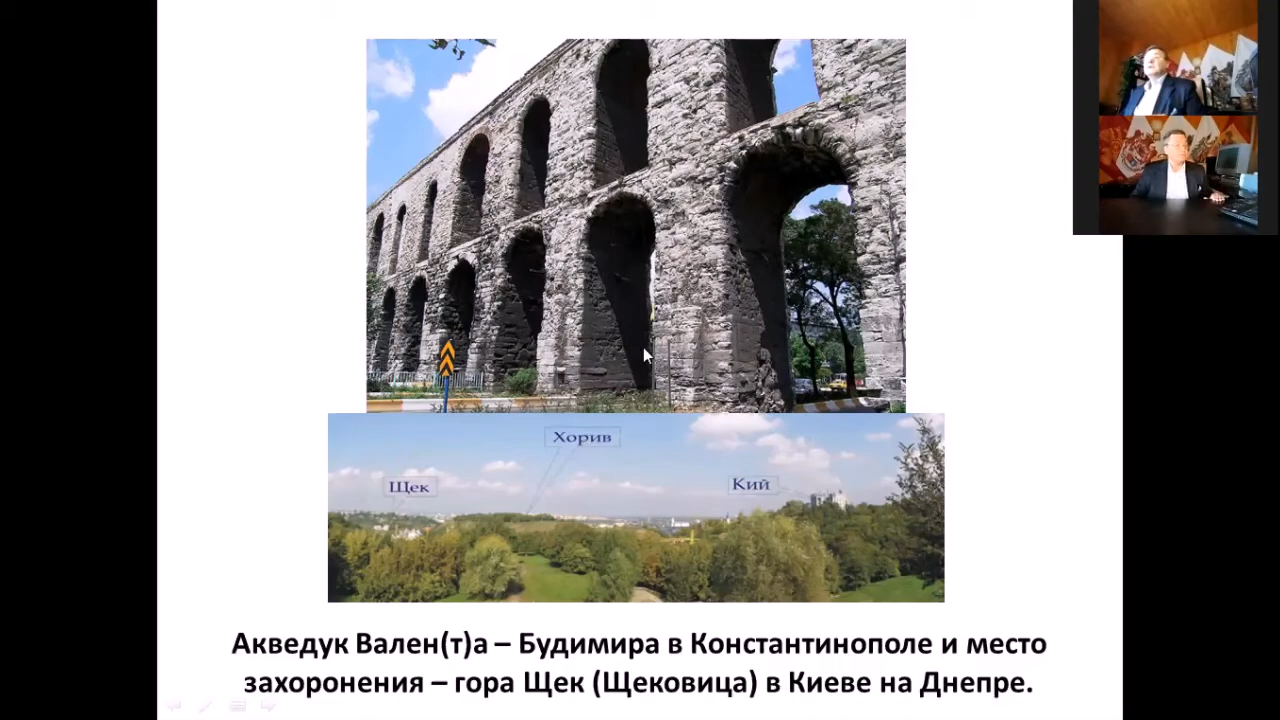 Хорив
Щек
Кий
Акведук Вален(т)а – Будимира в Константинополе и место
захоронения – гора Щек (Щековица) в Киеве на Днепре.